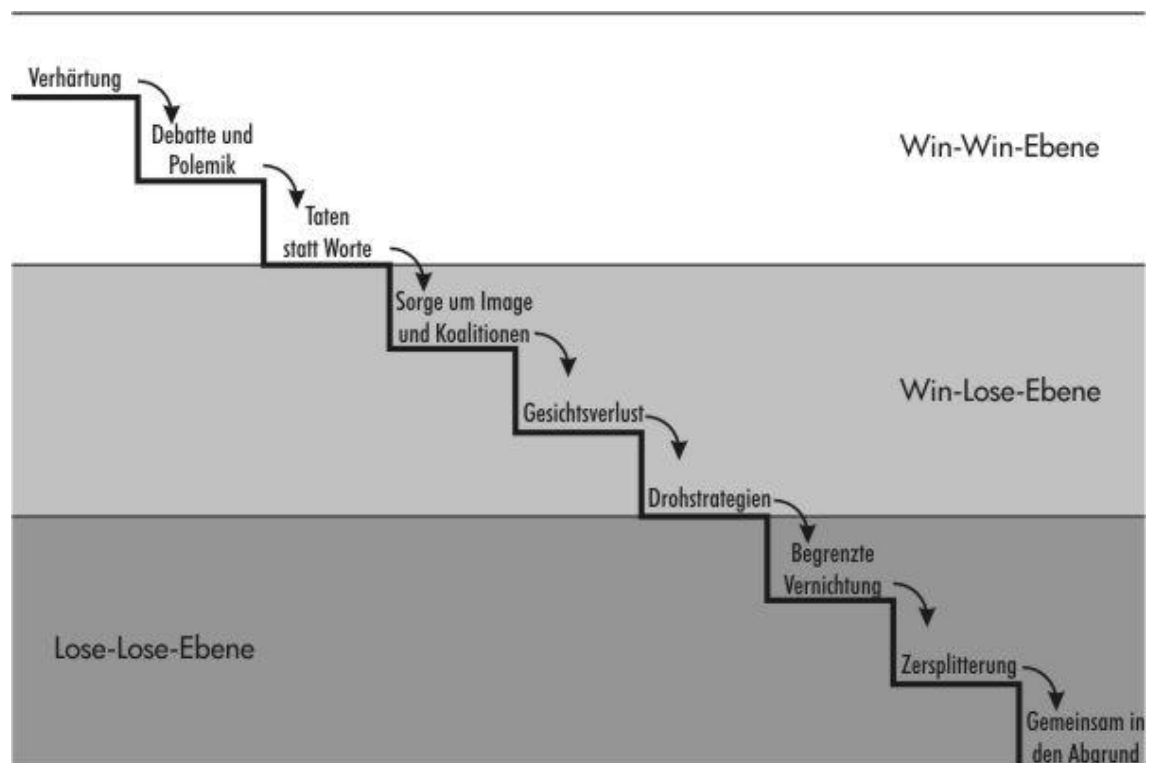 Verhärtung
Debatte und
Polemik
Win-Win-Ebene
Taten
statt Worte
Sorge um Image
und Koalitionen
Win-Lose-Ebene
Gesichtsverlust
Drohstrategien
Begrenzte
Vernichtung
Lose-Lose-Ebene
Zersplitterung
Gemeinsam in
den Abgrund